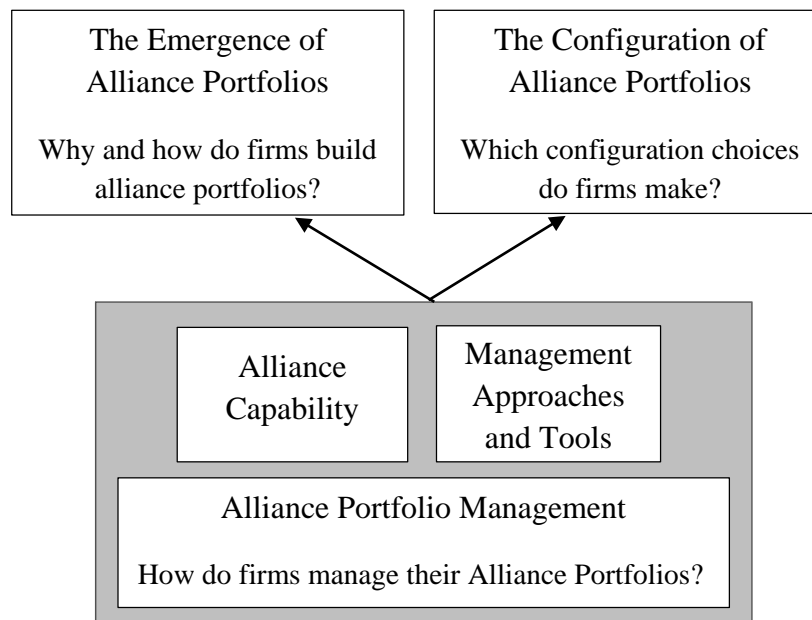 The Emergence of
Alliance Portfolios
Why and how do firms build
alliance portfolios?
The Configuration of
Alliance Portfolios
Which configuration choices
do firms make?
Alliance
Capability
Management
Approaches
and Tools
Alliance Portfolio Management
How do firms manage their Alliance Portfolios?